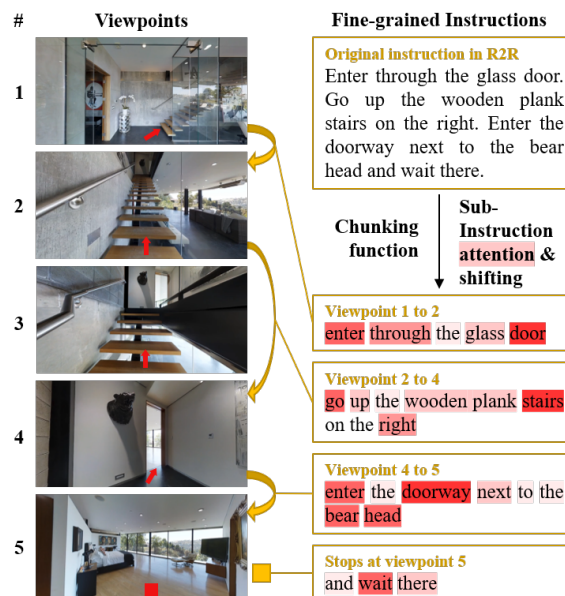 # Viewpoints Fine-grained Instructions
1
2
3
4
5
Original instruction in R2R
Enter through the glass door.
Go up the wooden plank
stairs on the right. Enter the
doorway next to the bear
head and wait there.
Chunking
function
Sub-
Instruction
attention &
shifting
Viewpoint 1 to 2
enter through the glass door
Viewpoint 2 to 4
go up the wooden plank stairs
on the right
Viewpoint 4 to 5
enter the doorway next to the
bear head
Stops at viewpoint 5
and wait there